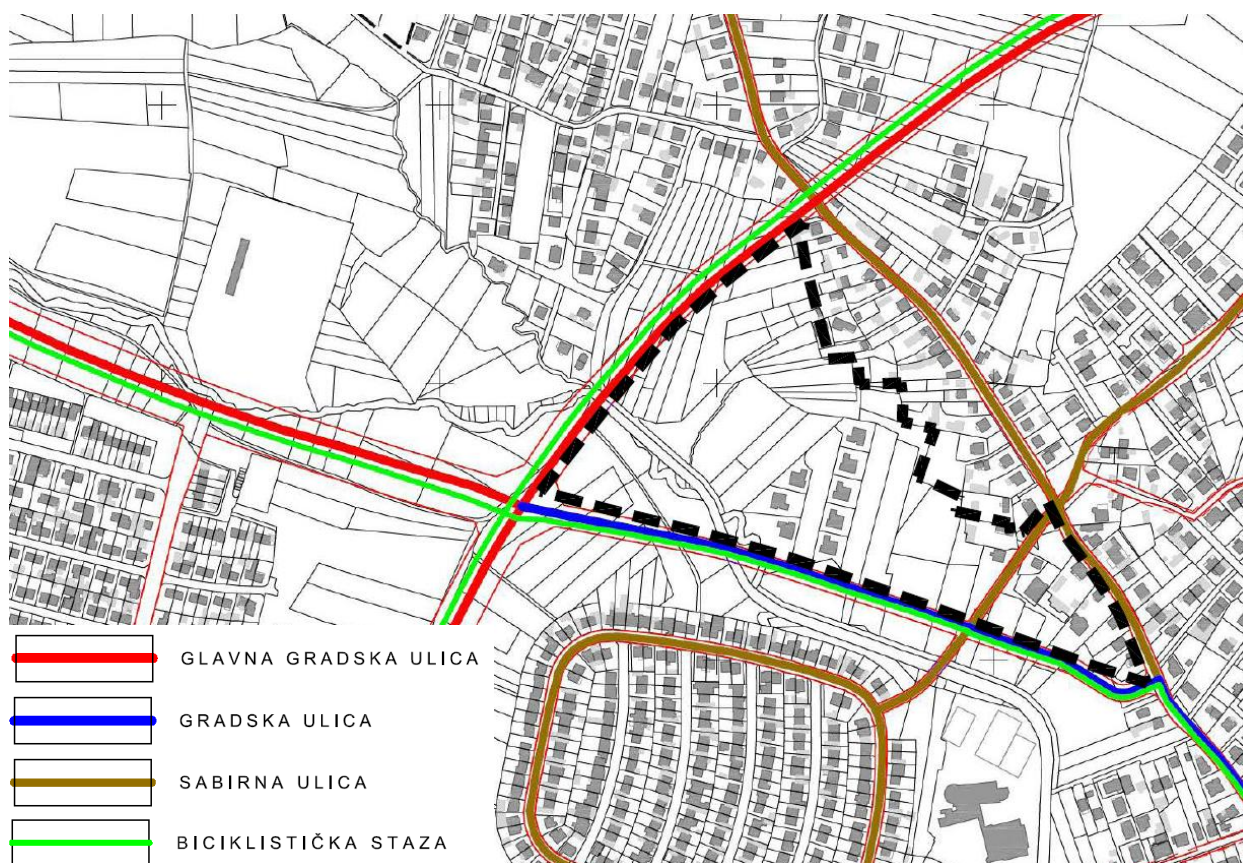 GLAVNA GRADSKA ULICA
GRADSKA ULICA
SABIRNA ULICA
BICIKLISTIČKA STAZA